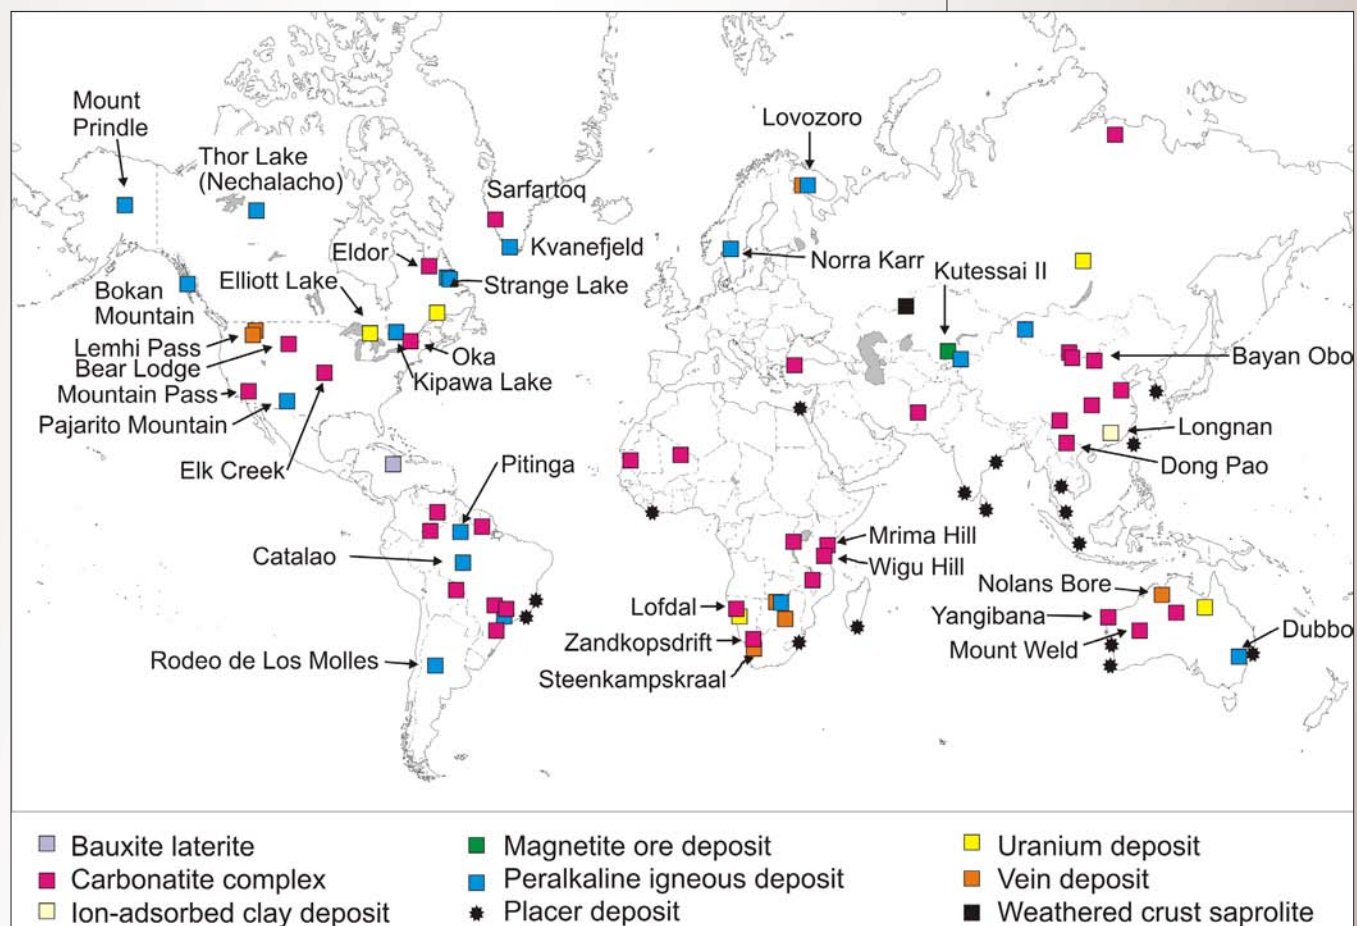 Mount
Prindle
Thor Lake
(Nechalacho)
Sarfartoq
Lovozoro
Kvanefjeld
Eldor
Elliott Lake
Strange Lake
Norra Karr
Kutessai II
Bokan
Mountain
Lemhi Pass
Bear Lodge
Oka
Kipawa Lake
Bayan Obo
Mountain Pass
Pajarito Mountain
Elk Creek
Longnan
Dong Pao
Pitinga
Catalao
Mrima Hill
Wigu Hill
Nolans Bore
Lofdal
Yangibana
Zandkopsdrift
Mount Weld
Dubbo
Rodeo de Los Molles
Steenkampskraal
Bauxite laterite
Magnetite ore deposit
Uranium deposit
Carbonatite complex
Peralkaline igneous deposit
Vein deposit
Ion-adsorbed clay deposit
Placer deposit
Weathered crust saprolite